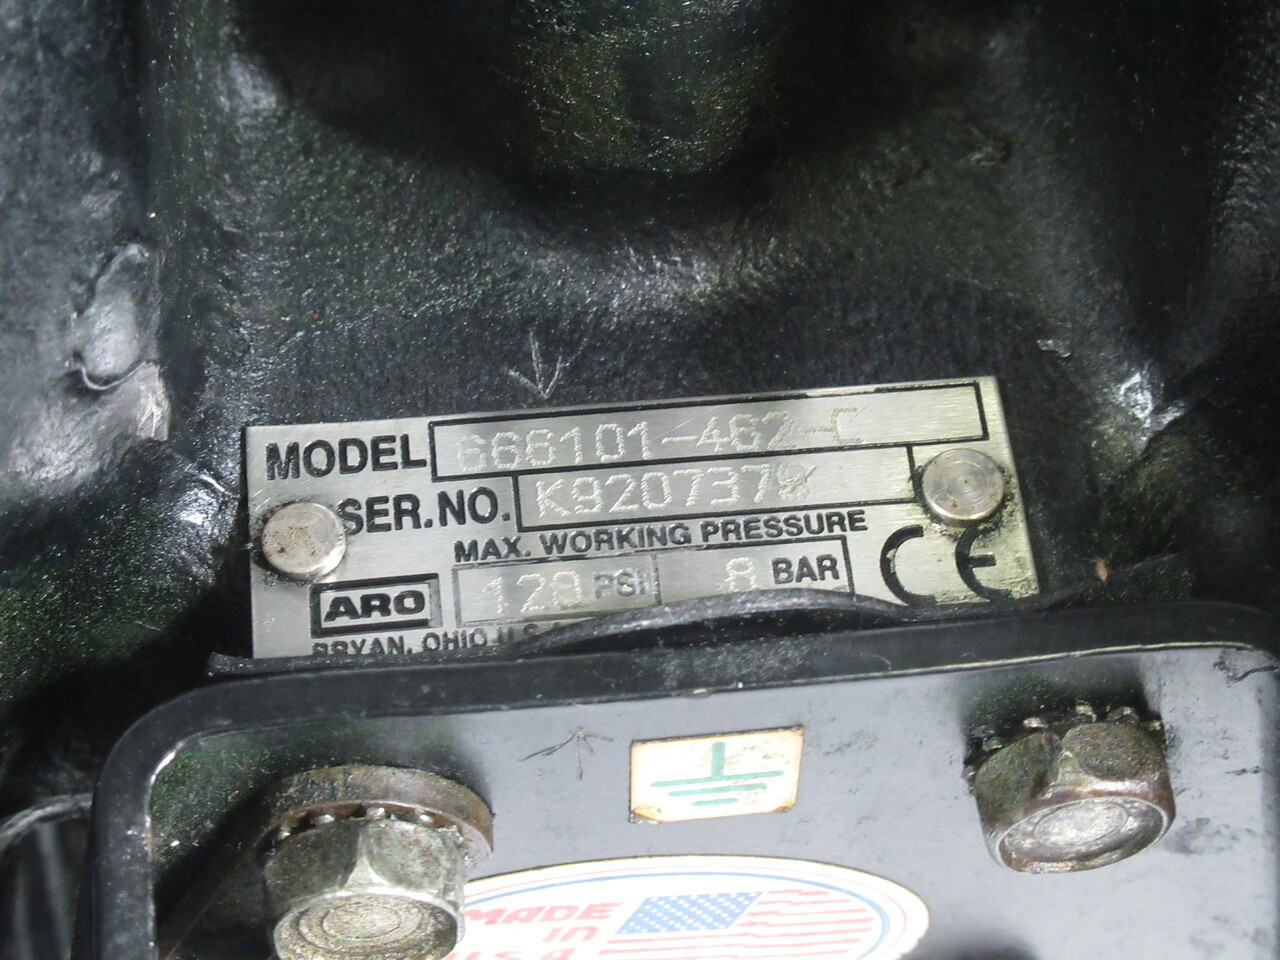 MODEL 666101-462-C
SER. NO. K9207379
MAX. WORKING PRESSURE
120 PSI 8 BAR CE
ARO
BRYAN, OHIO U.S.A.
MADE
IN
U.S.A.